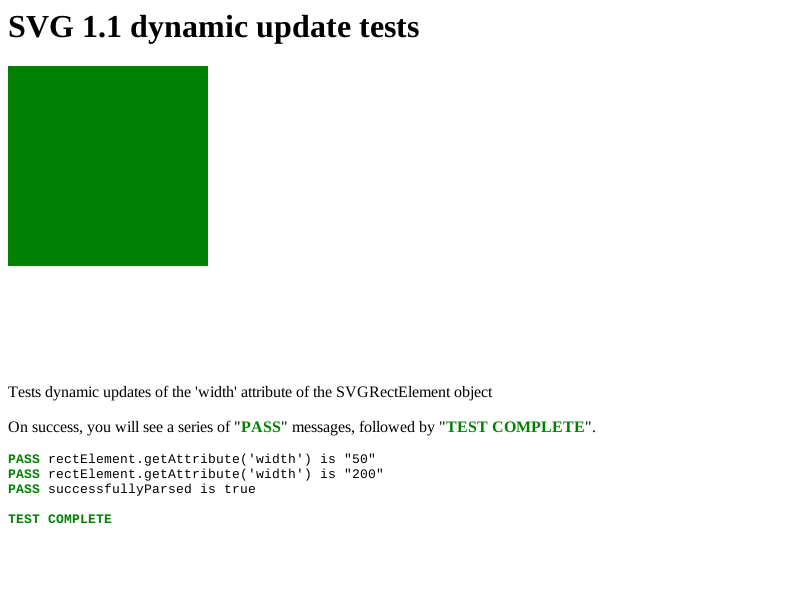 SVG 1.1 dynamic update tests
Tests dynamic updates of the 'width' attribute of the SVGRectElement object
On success, you will see a series of "PASS" messages, followed by "TEST COMPLETE".
PASS rectElement.getAttribute('width') is "50"
PASS rectElement.getAttribute('width') is "200"
PASS successfullyParsed is true
TEST COMPLETE